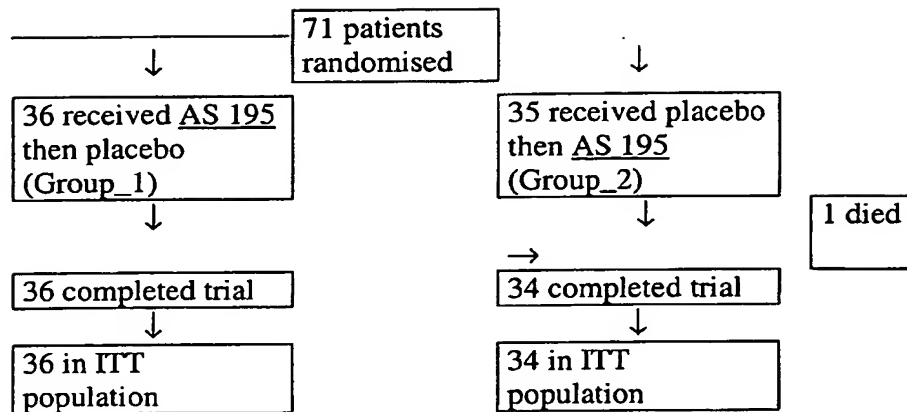 71 patients
randomised
↓
↓
36 received AS 195
then placebo
(Group_1)
35 received placebo
then AS 195
(Group_2)
↓
↓
1 died
→
36 completed trial
34 completed trial
↓
↓
36 in ITT
population
34 in ITT
population